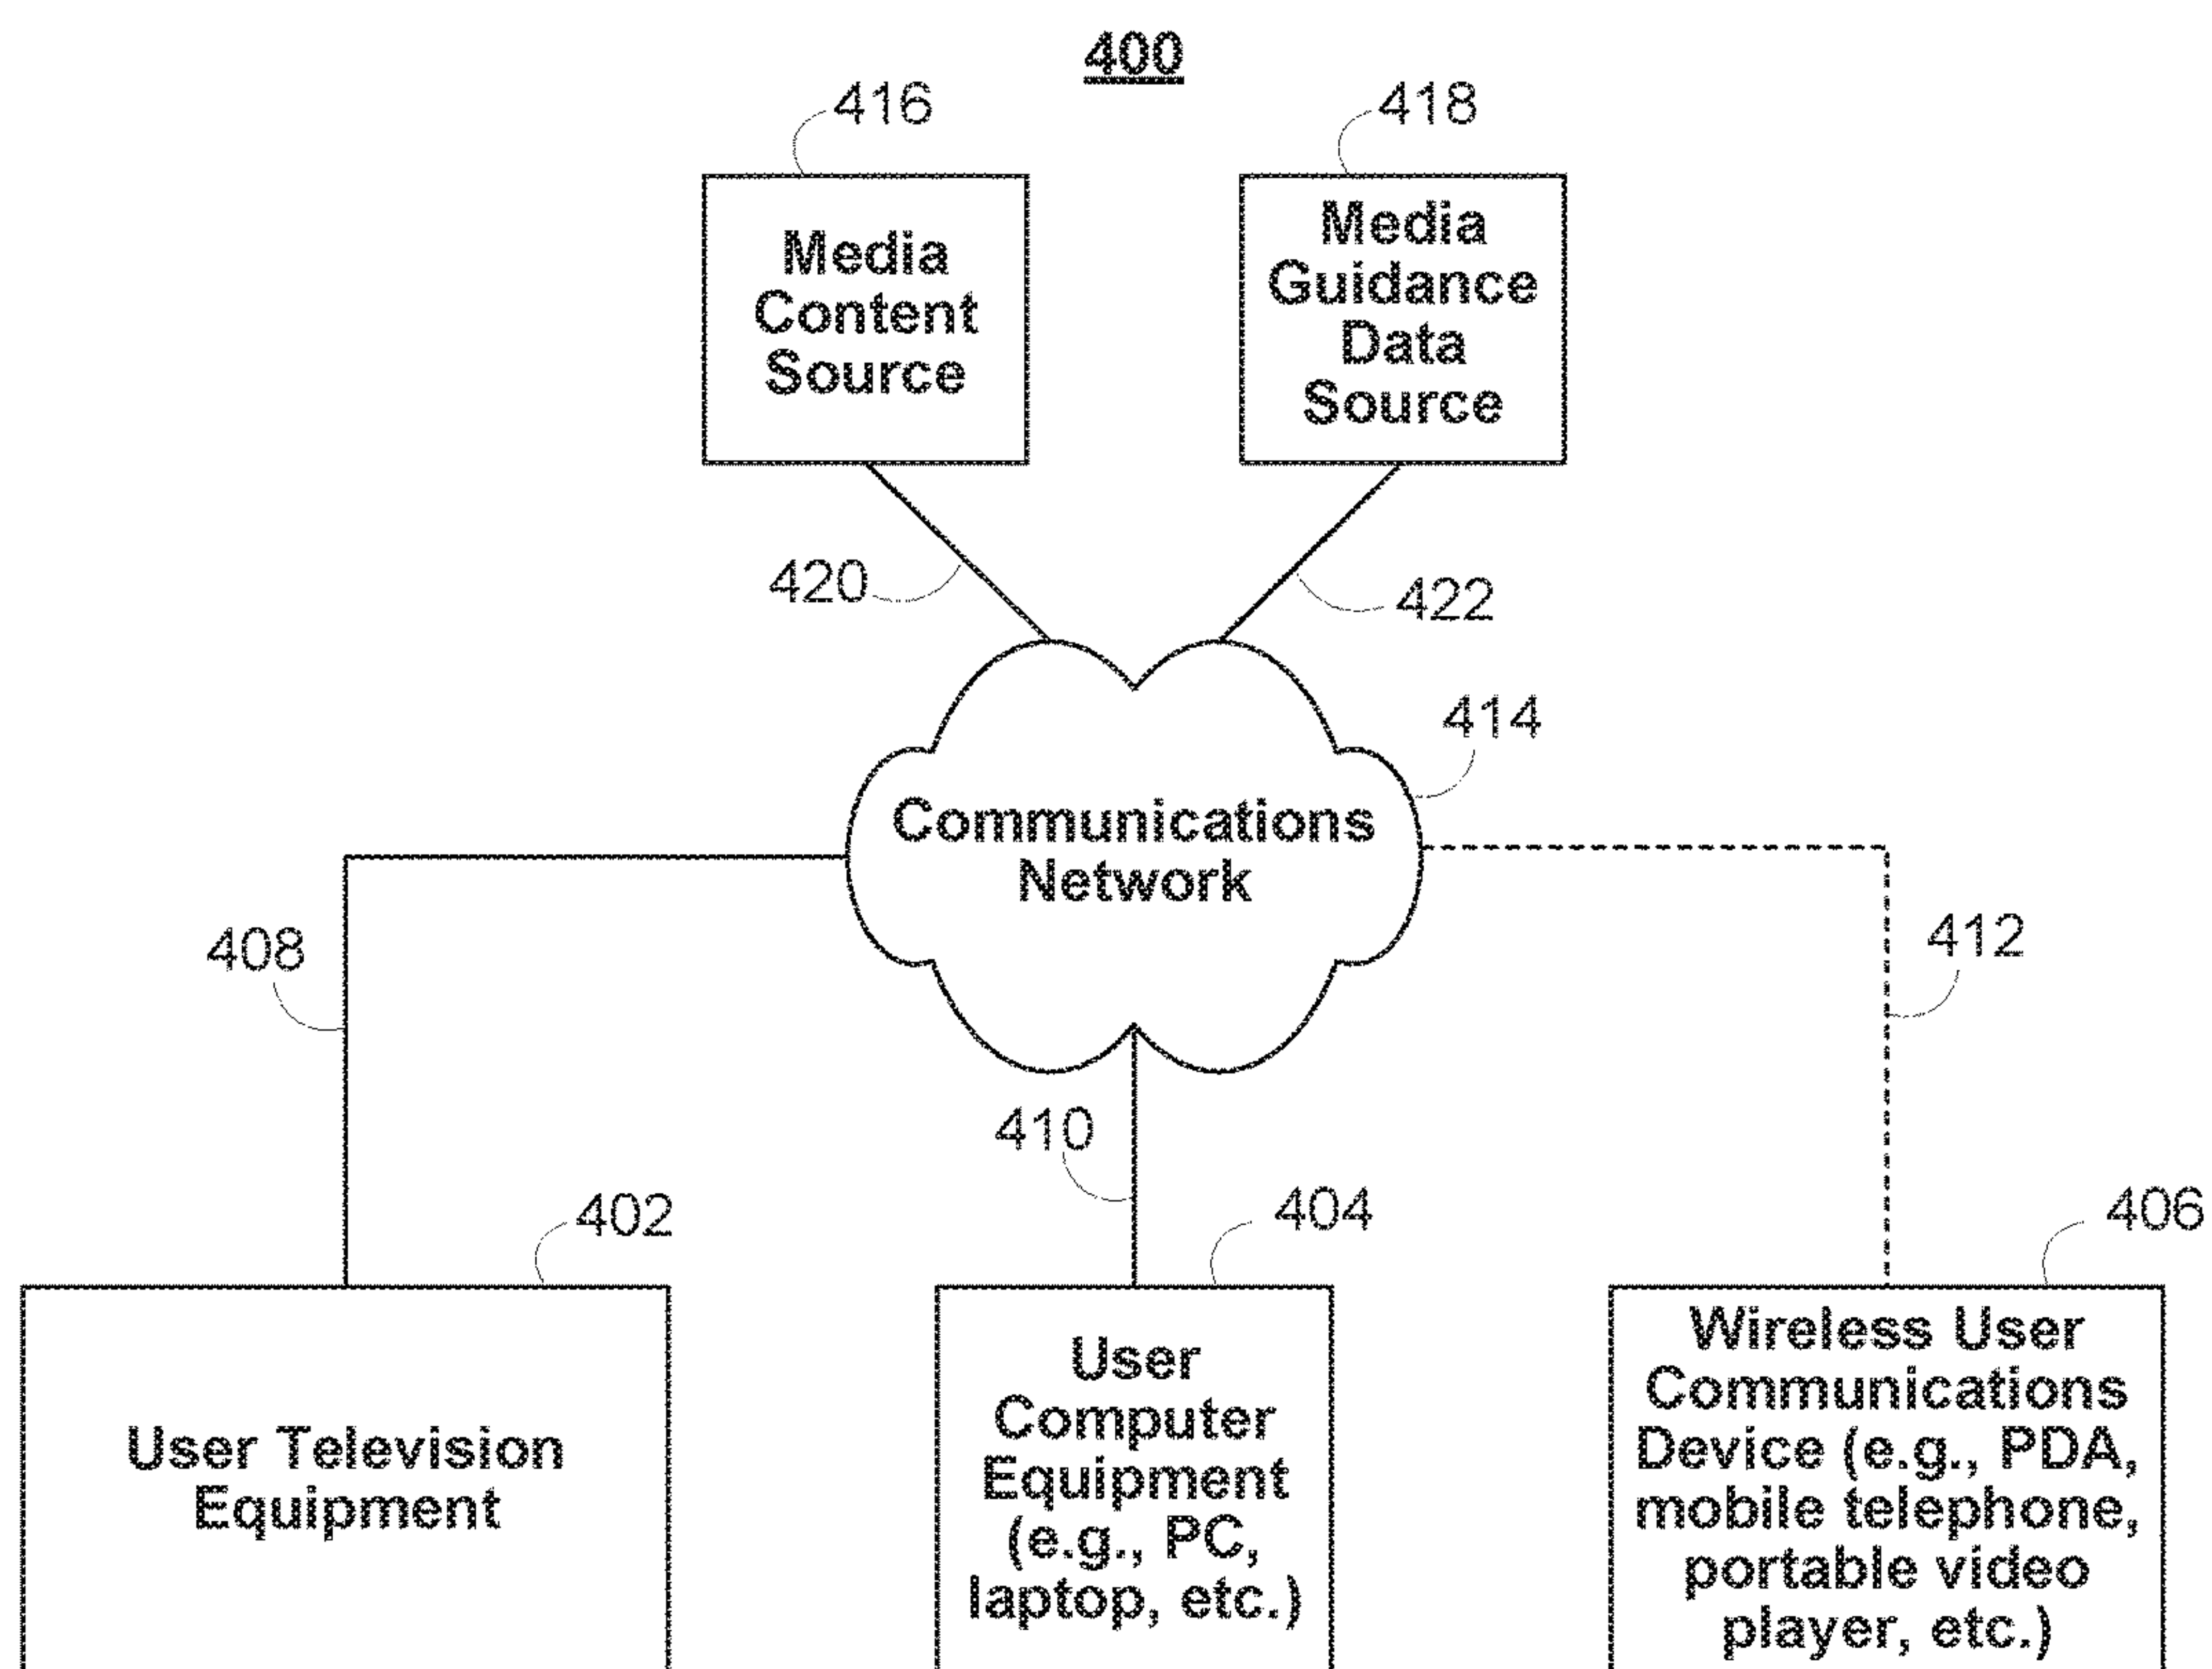 400
416
418
Media
Content
Source
Media
Guidance
Data
Source
420
422
414
Communications
Network
408
412
410
402
404
406
User Television
Equipment
User
Computer
Equipment
(e.g., PC,
laptop, etc.)
Wireless User
Communications
Device (e.g., PDA,
mobile telephone,
portable video
player, etc.)